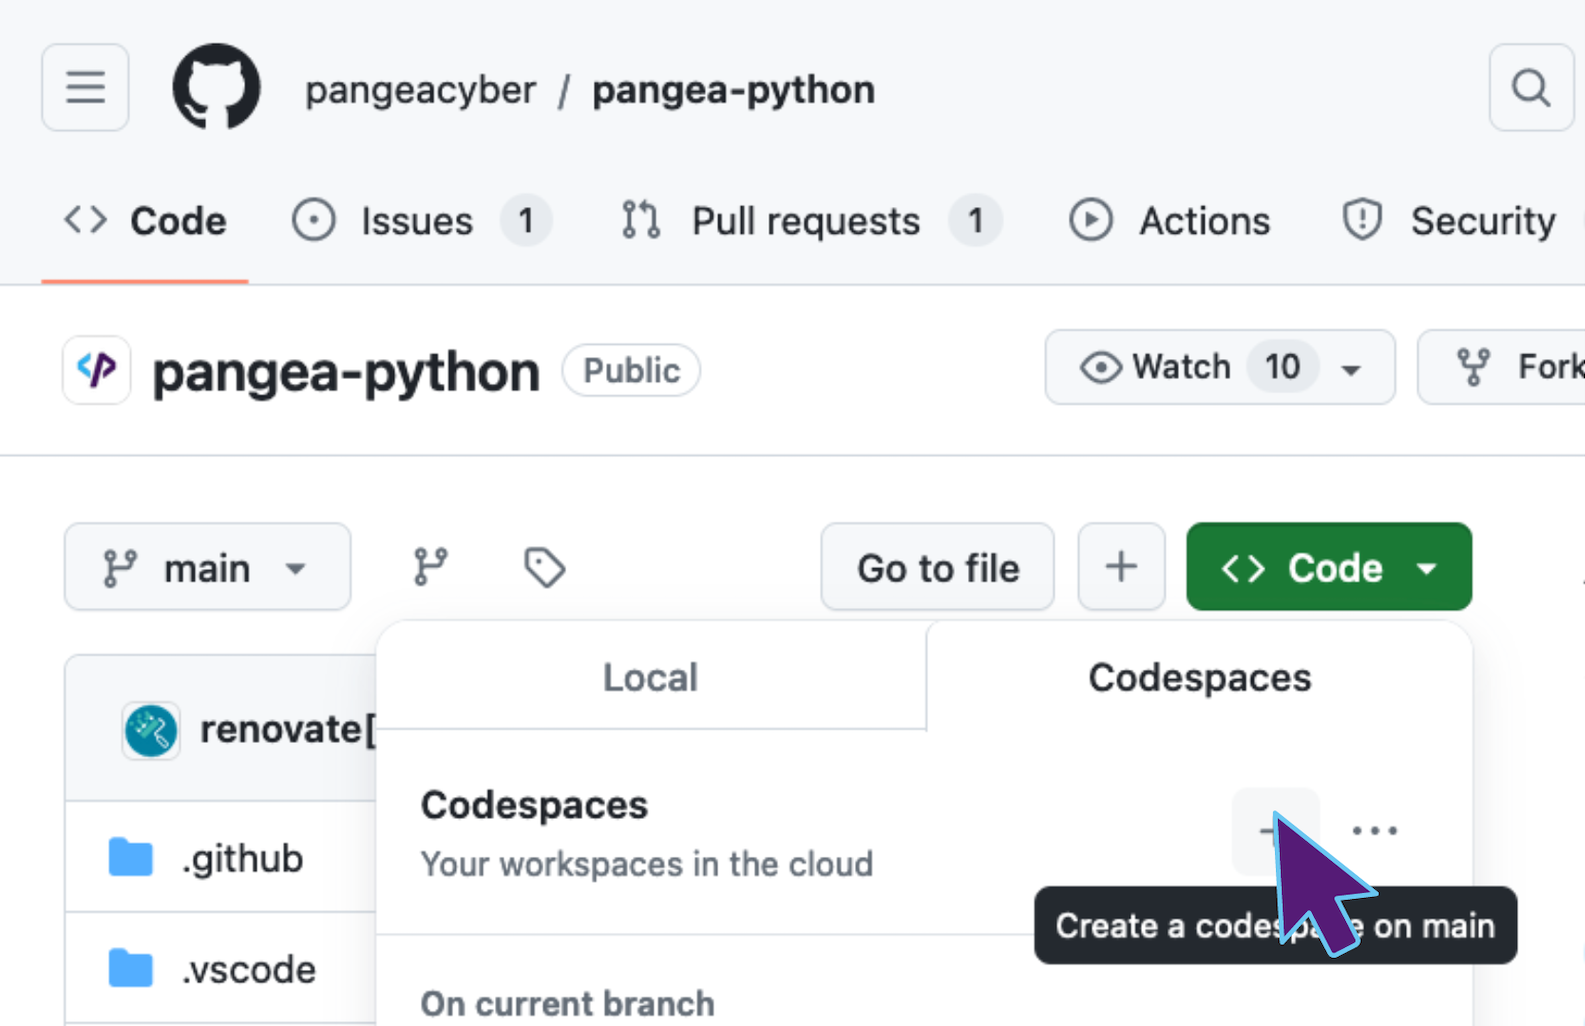 pangeacyber / pangea-python
Code Issues 1 Pull requests 1 Actions Security
pangea-python Public Watch 10 Fork
main Go to file Code
Local Codespaces
renovate[
Codespaces
Your workspaces in the cloud
.github
Create a codespace on main
.vscode
On current branch